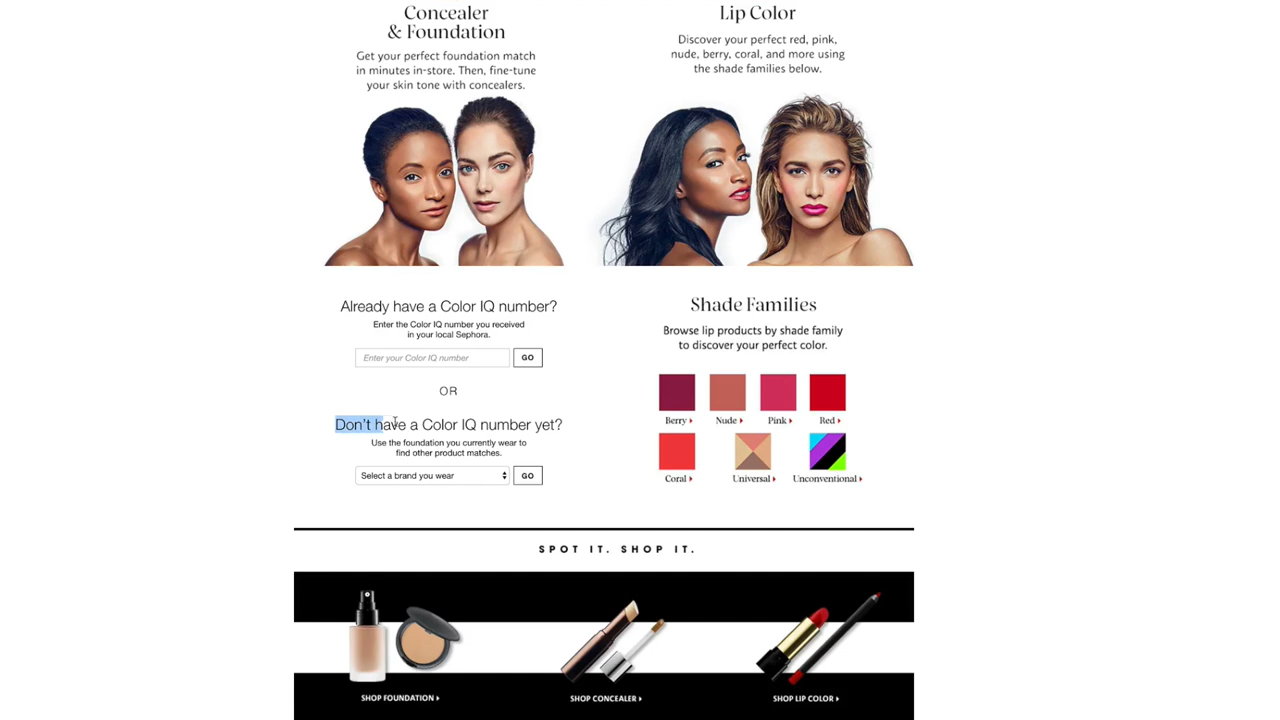 Concealer
& Foundation
Get your perfect foundation match
in minutes in-store. Then, fine-tune
your skin tone with concealers.
Lip Color
Discover your perfect red, pink,
nude, berry, coral, and more using
the shade families below.
Already have a Color IQ number?
Enter the Color IQ number you received
in your local Sephora.
Enter your Color IQ number
GO
OR
Don't have a Color IQ number yet?
Use the foundation you currently wear to
find other product matches.
Select a brand you wear
GO
Shade Families
Browse lip products by shade family
to discover your perfect color.
Berry
Nude
Pink
Red
Coral
Universal
Unconventional
SPOT IT. SHOP IT.
SHOP FOUNDATION
SHOP CONCEALER
SHOP LIP COLOR